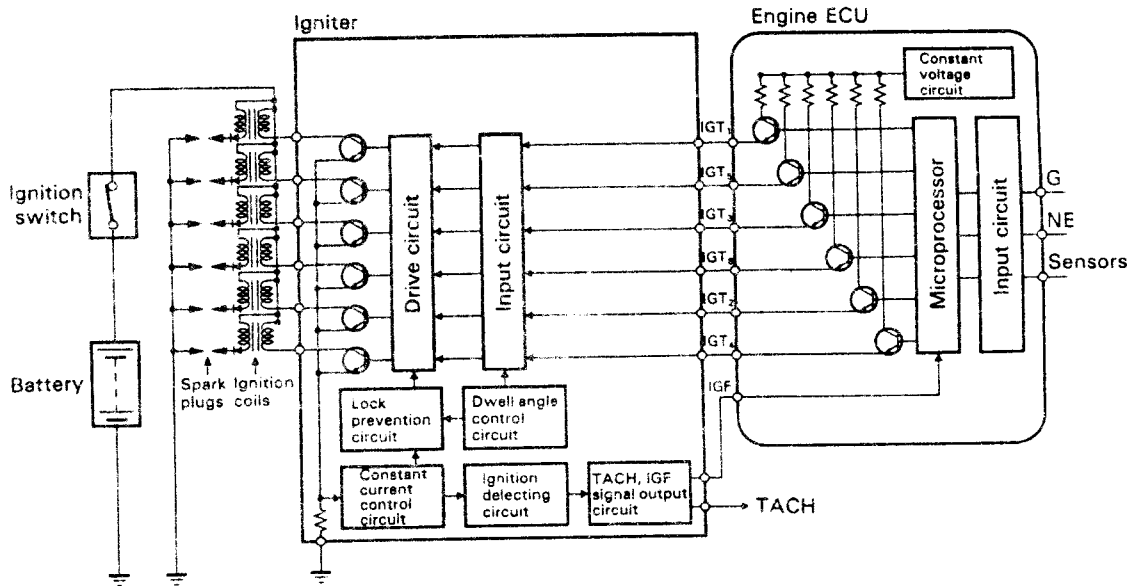 Igniter
Engine ECU
Constant
voltage
circuit
Ignition
switch
Battery
Spark
plugs
Ignition
coils
Drive circuit
Input circuit
IGT₁
IGT₅
IGT₃
IGT₂
IGT₄
IGF
Microprocessor
Input circuit
G
NE
Sensors
Lock
prevention
circuit
Dwell angle
control
circuit
Constant
current
control
circuit
Ignition
delecting
circuit
TACH, IGF
signal output
circuit
TACH